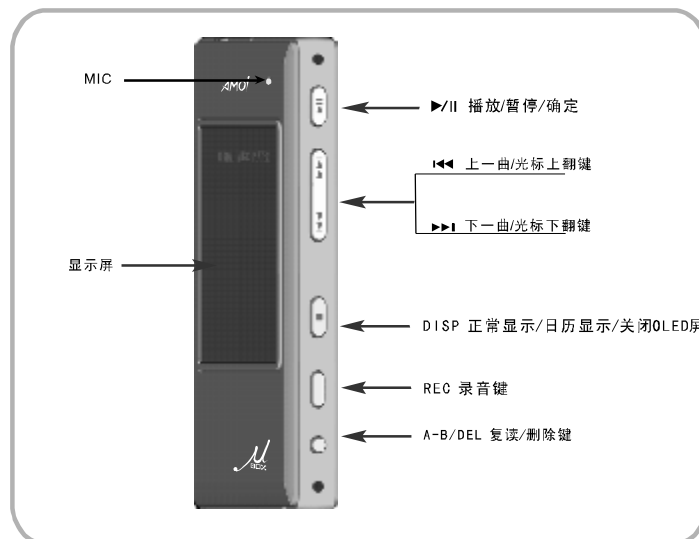 MIC
AMOI
▶/II 播放/暂停/确定
I◀◀ 上一曲/光标上翻键
▶▶I 下一曲/光标下翻键
显示屏
DISP 正常显示/日历显示/关闭OLED屏
REC 录音键
A-B/DEL 复读/删除键
μ
BOX